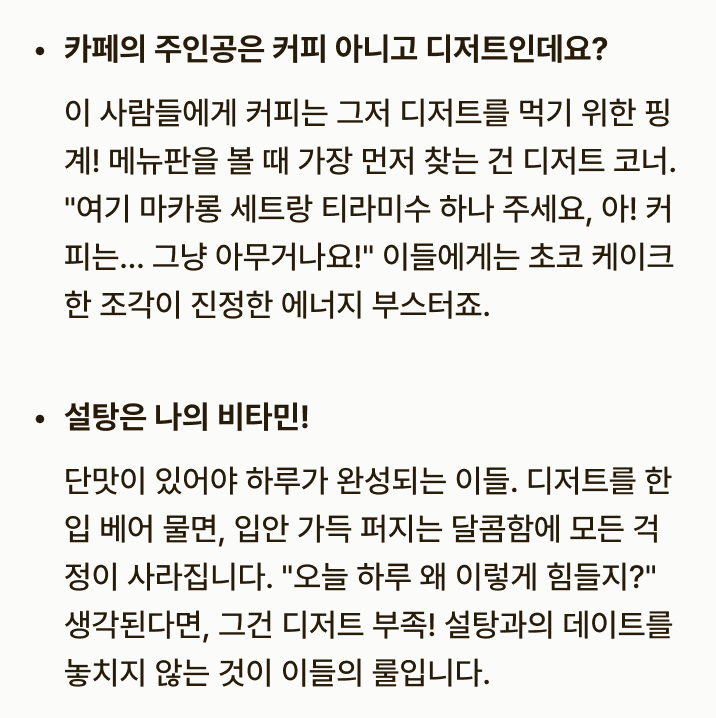 • 카페의 주인공은 커피 아니고 디저트인데요?
이 사람들에게 커피는 그저 디저트를 먹기 위한 핑
계! 메뉴판을 볼 때 가장 먼저 찾는 건 디저트 코너.
"여기 마카롱 세트랑 티라미수 하나 주세요, 아! 커
피는... 그냥 아무거나요!" 이들에게는 초코 케이크
한 조각이 진정한 에너지 부스터죠.
• 설탕은 나의 비타민!
단맛이 있어야 하루가 완성되는 이들. 디저트를 한
입 베어 물면, 입안 가득 퍼지는 달콤함에 모든 걱
정이 사라집니다. "오늘 하루 왜 이렇게 힘들지?"
생각된다면, 그건 디저트 부족! 설탕과의 데이트를
놓치지 않는 것이 이들의 룰입니다.